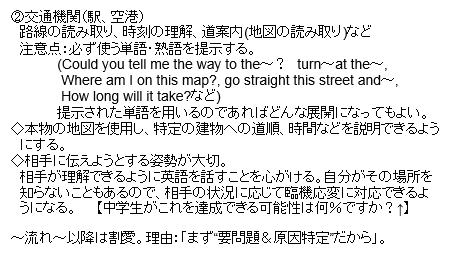 ②交通機関(駅、空港)
路線の読み取り、時刻の理解、道案内(地図の読み取り)など
注意点:必ず使う単語・熟語を提示する。
(Could you tell me the way to the～? turn～at the～,
Where am I on this map?, go straight this street and～,
How long will it take?など)
提示された単語を用いるのであればどんな展開になってもよい。
◇本物の地図を使用し、特定の建物への道順、時間などを説明できるよう
にする。
◇相手に伝えようとする姿勢が大切。
相手が理解できるように英語を話すことを心がける。自分がその場所を
知らないこともあるので、相手の状況に応じて臨機応変に対応できるよ
うになる。 【中学生がこれを達成できる可能性は何%ですか?↑】
～流れ～以降は割愛。理由:「まず“要問題&原因特定”だから」。